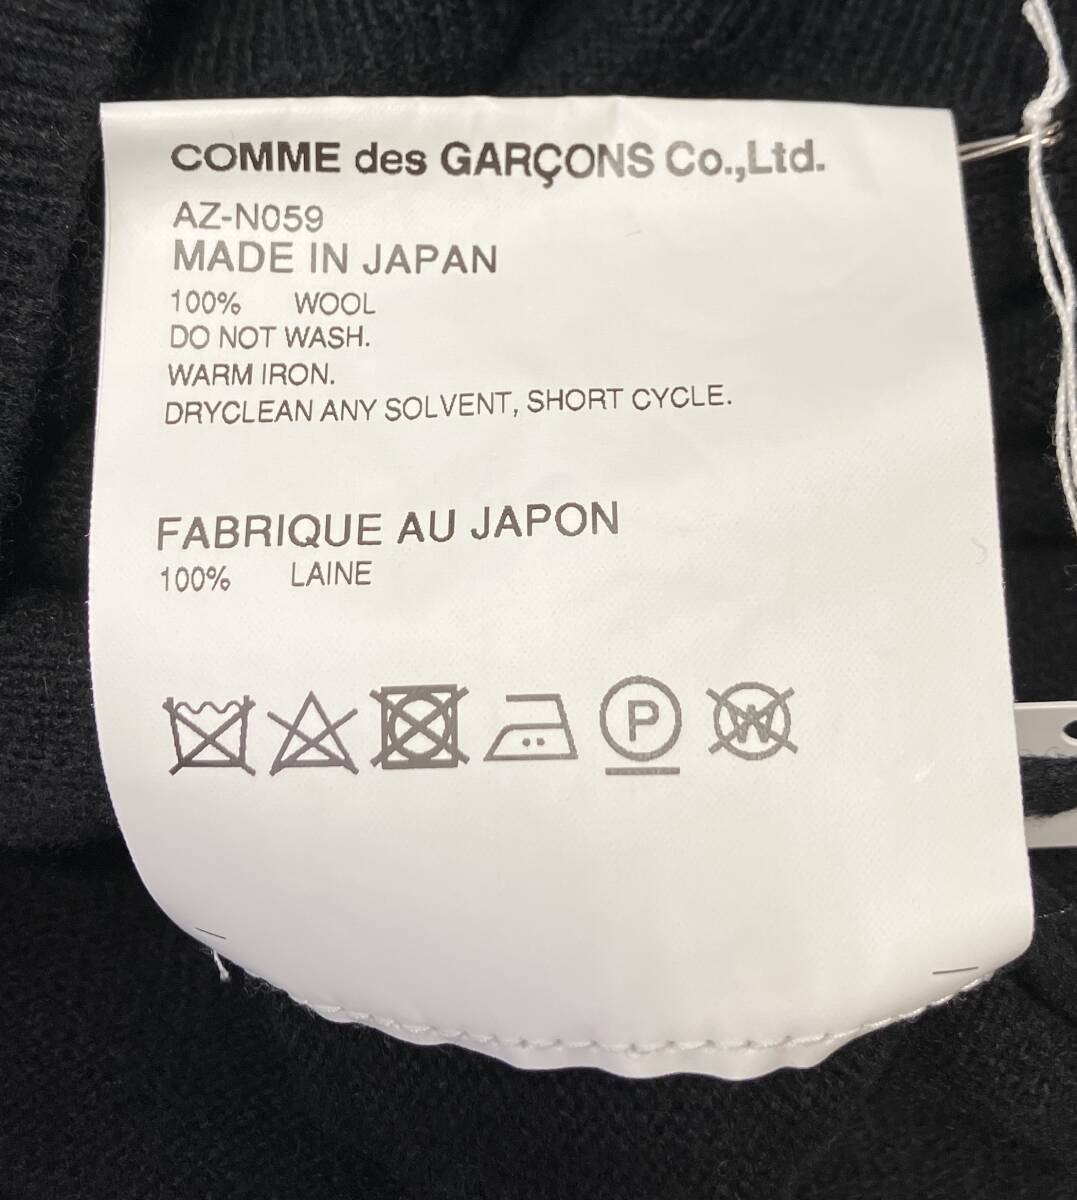 COMME des GARÇONS Co.,Ltd.
AZ-N059
MADE IN JAPAN
100% WOOL
DO NOT WASH.
WARM IRON.
DRYCLEAN ANY SOLVENT, SHORT CYCLE.
FABRIQUE AU JAPON
100% LAINE
P W